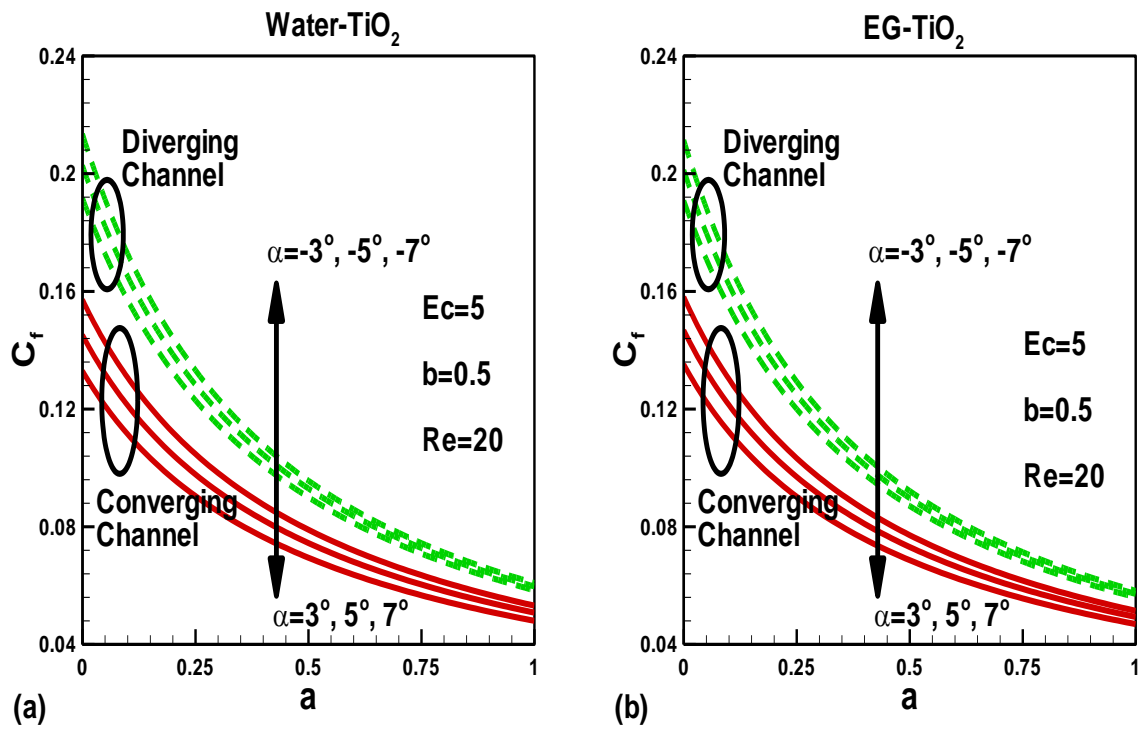 Water-TiO₂
0.24
0.2
0.16
0.12
0.08
0.04
C_f
Diverging
Channel
α=-3°, -5°, -7°
Ec=5
b=0.5
Re=20
Converging
Channel
α=3°, 5°, 7°
0 0.25 0.5 0.75 1
a
(a)
EG-TiO₂
0.24
0.2
0.16
0.12
0.08
0.04
C_f
Diverging
Channel
α=-3°, -5°, -7°
Ec=5
b=0.5
Re=20
Converging
Channel
α=3°, 5°, 7°
0 0.25 0.5 0.75 1
a
(b)